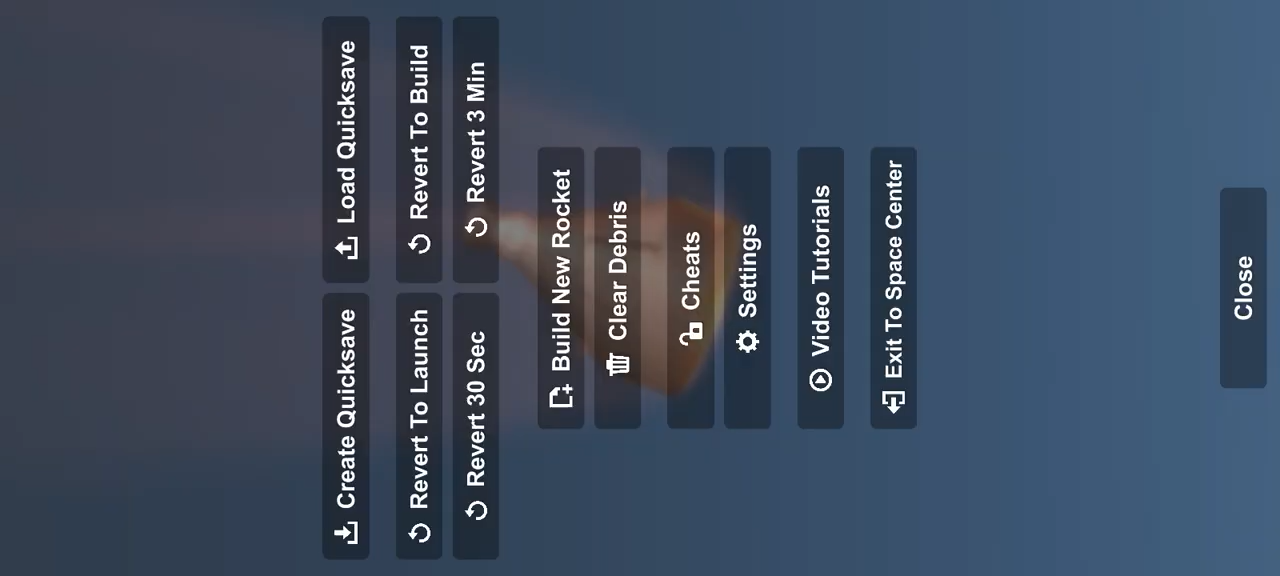 Create Quicksave
Load Quicksave
Revert To Launch
Revert To Build
Revert 30 Sec
Revert 3 Min
Build New Rocket
Clear Debris
Cheats
Settings
Video Tutorials
Exit To Space Center
Close